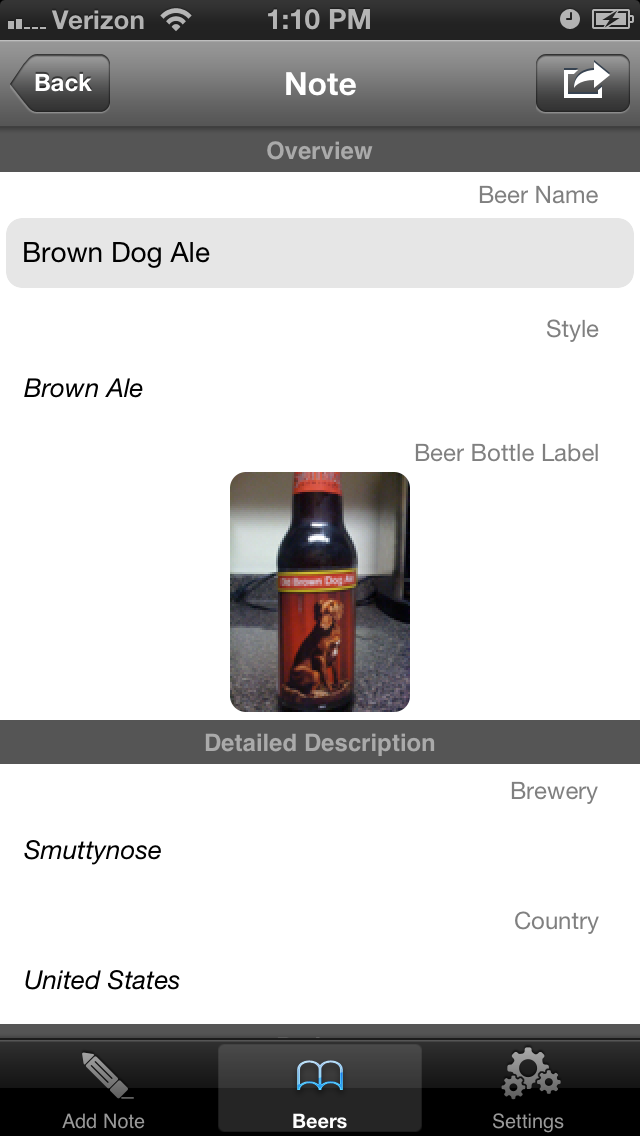 Verizon 1:10 PM
Back Note
Overview
Beer Name
Brown Dog Ale
Style
Brown Ale
Beer Bottle Label
Old Brown Dog Ale
Detailed Description
Brewery
Smuttynose
Country
United States
Add Note Beers Settings